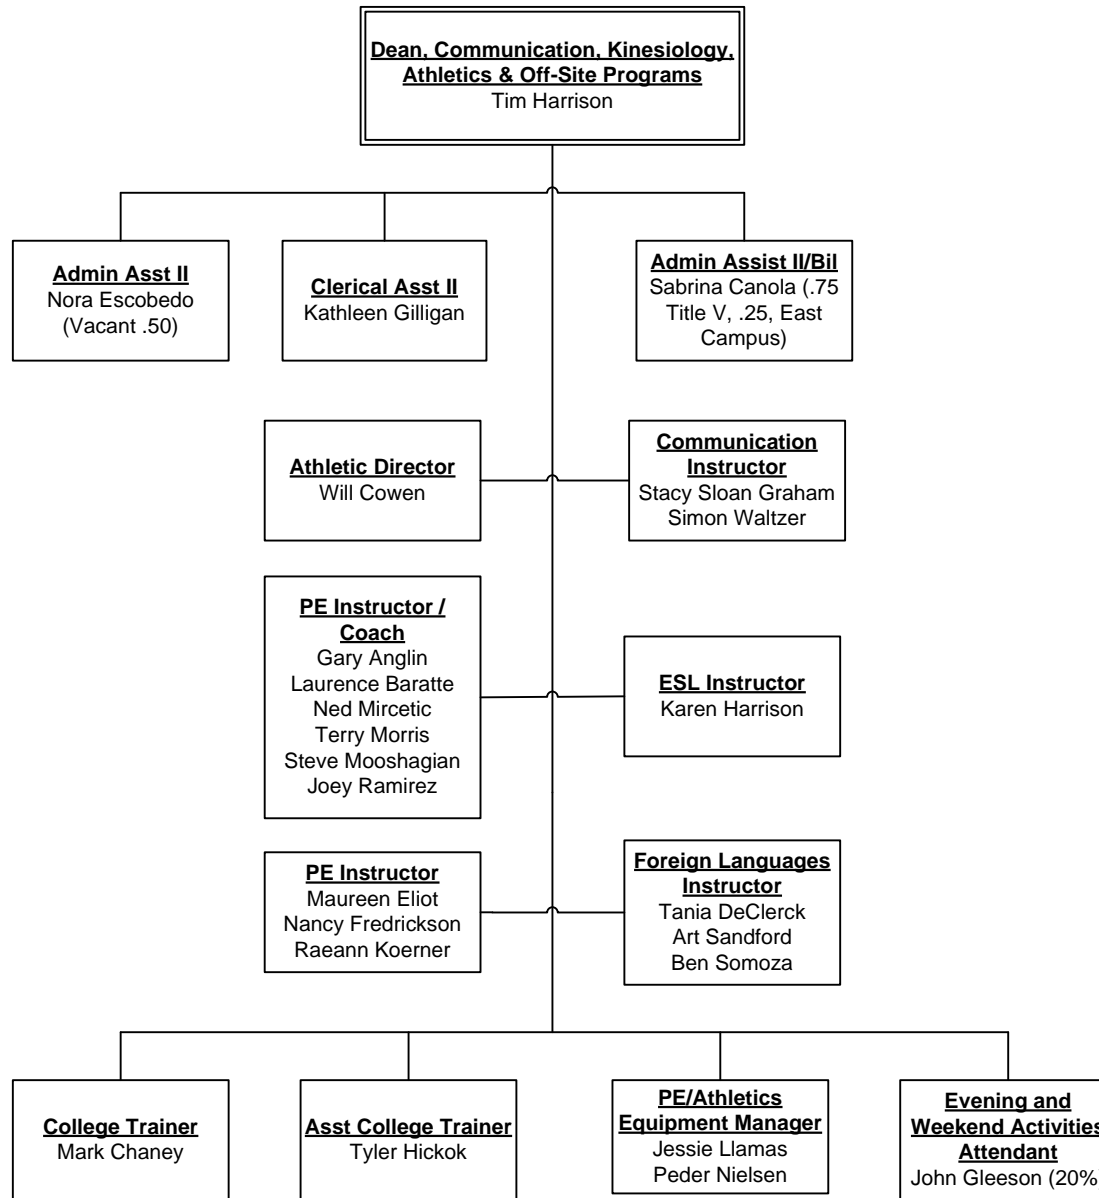 Dean, Communication, Kinesiology,
Athletics & Off-Site Programs
Tim Harrison
Admin Asst II
Nora Escobedo
(Vacant .50)
Clerical Asst II
Kathleen Gilligan
Admin Assist II/Bil
Sabrina Canola (.75
Title V, .25, East
Campus)
Athletic Director
Will Cowen
Communication
Instructor
Stacy Sloan Graham
Simon Waltzer
PE Instructor /
Coach
Gary Anglin
Laurence Baratte
Ned Mircetic
Terry Morris
Steve Mooshagian
Joey Ramirez
ESL Instructor
Karen Harrison
PE Instructor
Maureen Eliot
Nancy Fredrickson
Raeann Koerner
Foreign Languages
Instructor
Tania DeClerck
Art Sandford
Ben Somoza
College Trainer
Mark Chaney
Asst College Trainer
Tyler Hickok
PE/Athletics
Equipment Manager
Jessie Llamas
Peder Nielsen
Evening and
Weekend Activities
Attendant
John Gleeson (20%